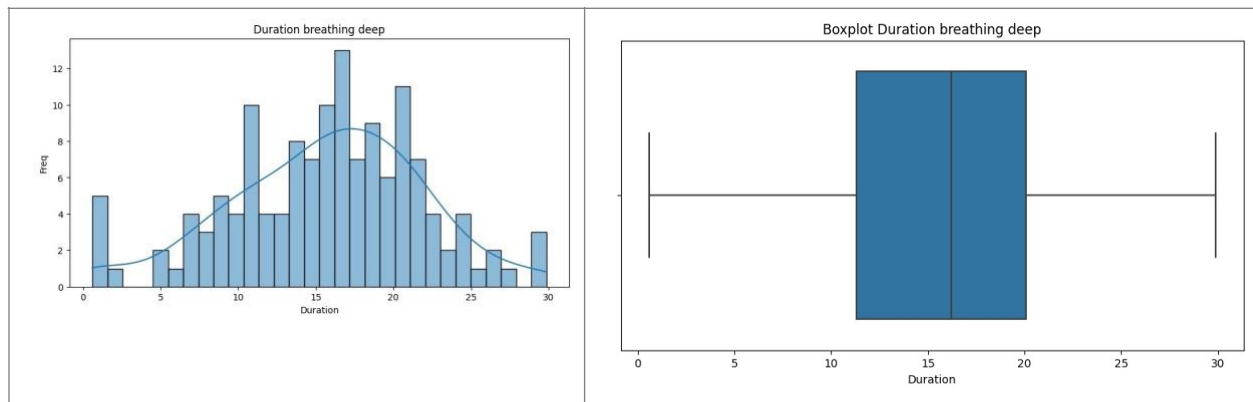 Duration breathing deep
12
10
8
6
4
2
0
Freq
0 5 10 15 20 25 30
Duration
Boxplot Duration breathing deep
0 5 10 15 20 25 30
Duration